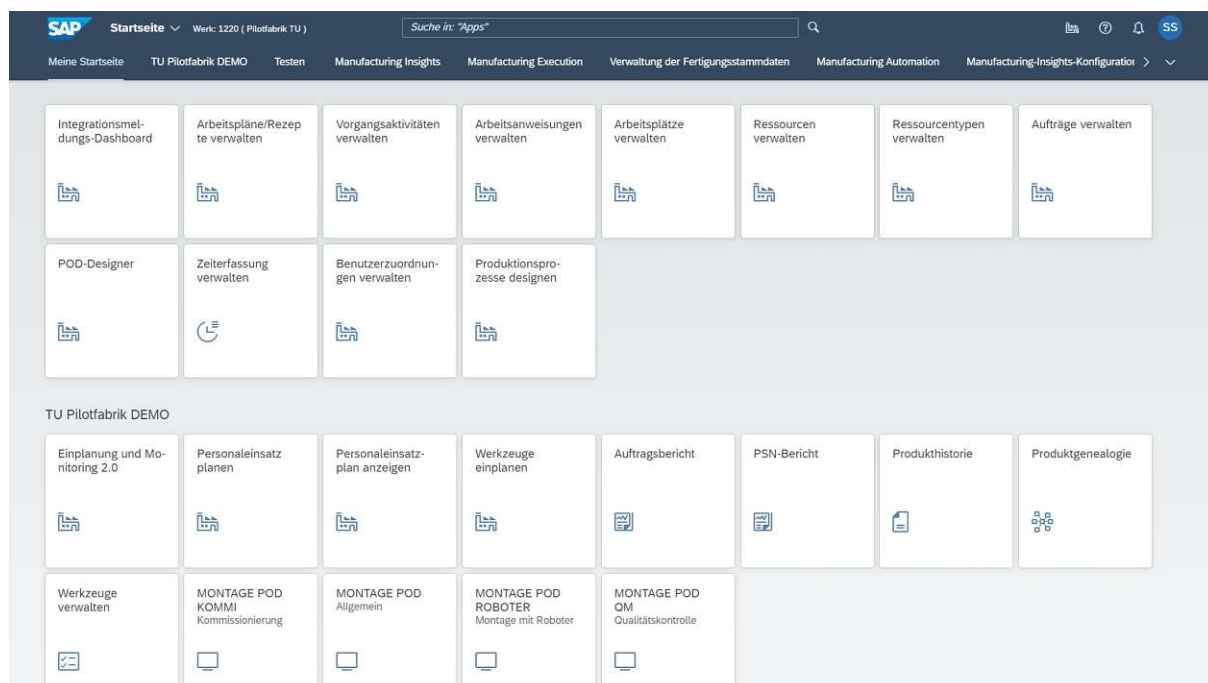 SAP Startseite Werk: 1220 ( Pilotfabrik TU ) Suche in: "Apps" SS
Meine Startseite TU Pilotfabrik DEMO Testen Manufacturing Insights Manufacturing Execution Verwaltung der Fertigungsstammdaten Manufacturing Automation Manufacturing-Insights-Konfiguration
Integrationsmel- Arbeitspläne/Rezep Vorgangsaktivitäten Arbeitsanweisungen Arbeitsplätze Ressourcen Ressourcentypen Aufträge verwalten
dungs-Dashboard te verwalten verwalten verwalten verwalten verwalten verwalten
POD-Designer Zeiterfassung Benutzerzuordnun- Produktionspro-
verwalten gen verwalten zesse designen
TU Pilotfabrik DEMO
Einplanung und Mo- Personaleinsatz Personaleinsatz- Werkzeuge Auftragsbericht PSN-Bericht Produkthistorie Produktgenealogie
nitoring 2.0 planen plan anzeigen einplanen
Werkzeuge MONTAGE POD MONTAGE POD MONTAGE POD MONTAGE POD
verwalten KOMMI Allgemein ROBOTER QM
Kommissionierung Montage mit Roboter Qualitätskontrolle